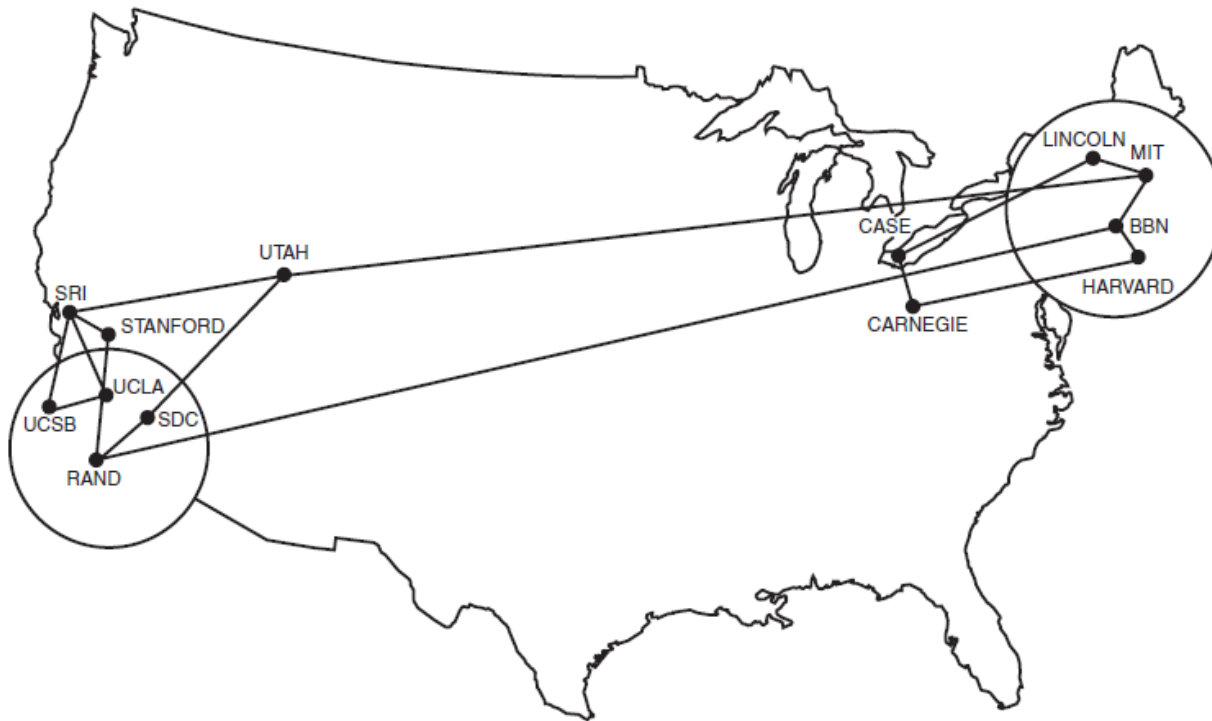 LINCOLN
MIT
CASE
BBN
UTAH
HARVARD
SRI
STANFORD
CARNEGIE
UCLA
UCSB
SDC
RAND